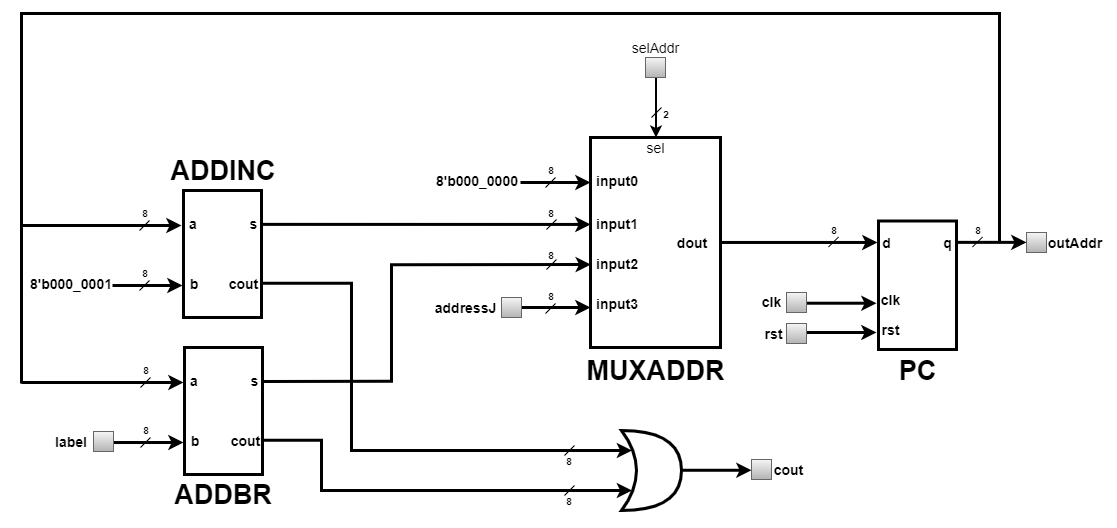 selAddr
2
sel
ADDINC
8
a
s
8'b000_0001
8
b
cout
8'b000_0000
8
input0
8
input1
8
input2
addressJ
8
input3
dout
MUXADDR
8
d
q
8
outAddr
clk
clk
rst
rst
PC
8
a
s
label
8
b
cout
ADDBR
8
8
cout